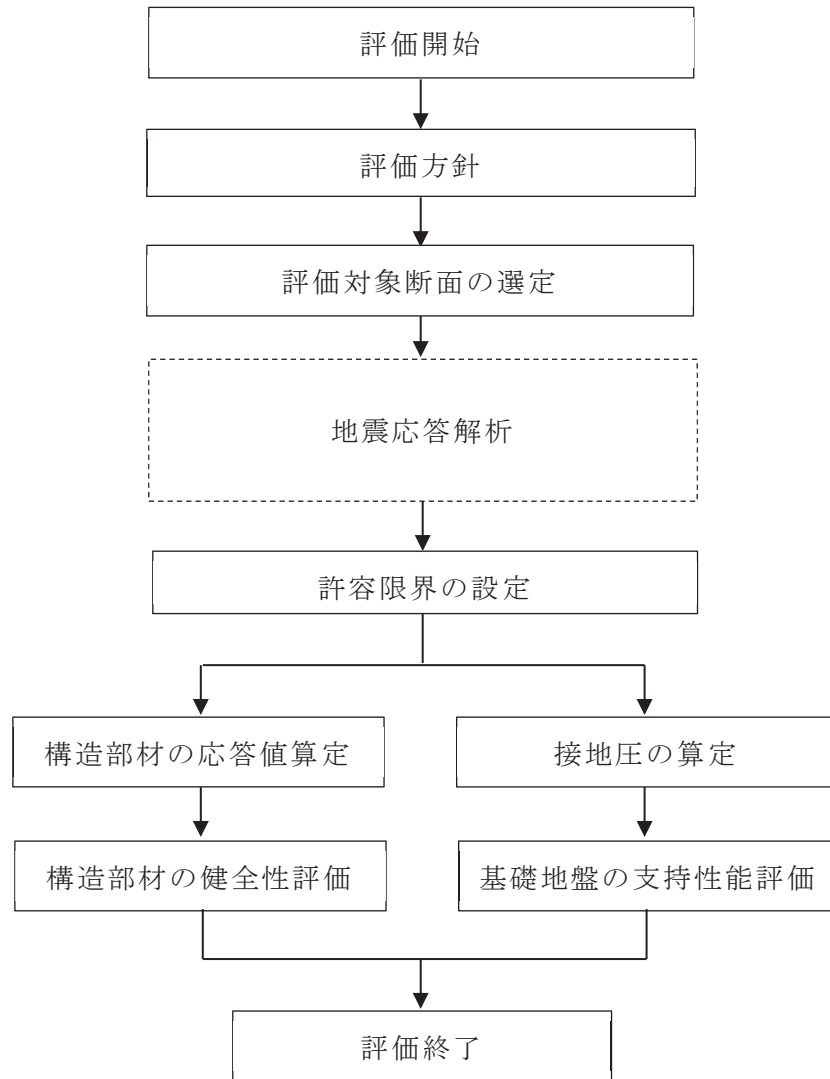 評価開始
評価方針
評価対象断面の選定
地震応答解析
許容限界の設定
構造部材の応答値算定
接地圧の算定
構造部材の健全性評価
基礎地盤の支持性能評価
評価終了